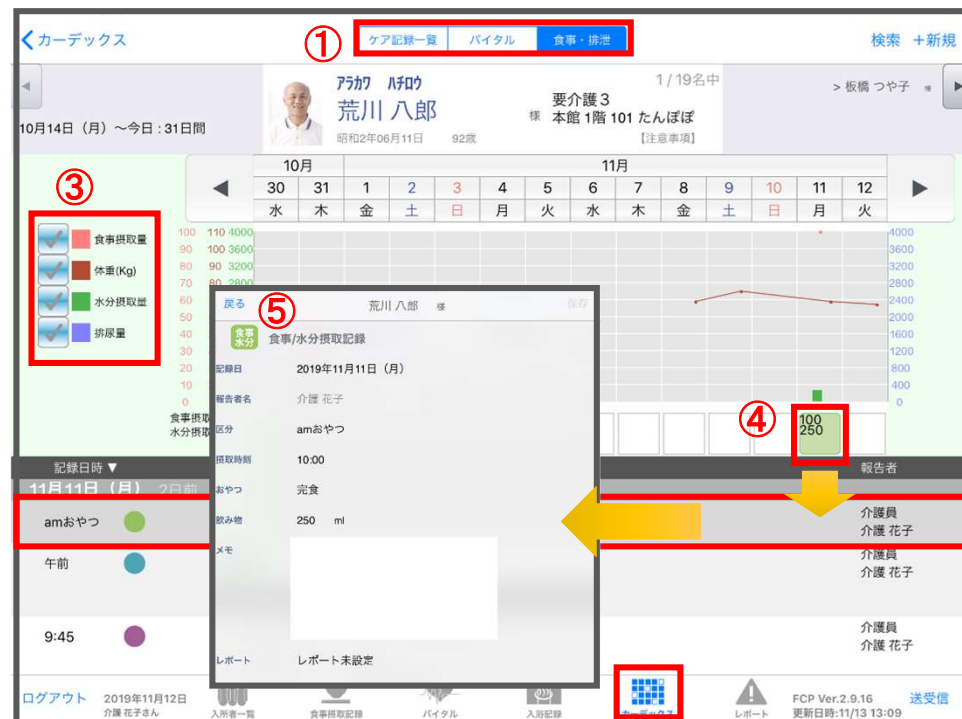 カーデックス
①
ケア記録一覧 バイタル 食事・排泄
検索 +新規
アラカワ ハチロウ
荒川 八郎 様
昭和2年06月11日 92歳
1 / 19名中
要介護3
本館 1階 101 たんぽぽ
【注意事項】
> 板橋 つや子 様
10月14日（月）～今日 : 31日間
10月 11月
30 31 1 2 3 4 5 6 7 8 9 10 11 12
水 木 金 土 日 月 火 水 木 金 土 日 月 火
③
食事摂取量
体重(Kg)
水分摂取量
排尿量
100 110 4000
90 100 3600
80 90 3200
70 80 2800
60
50
40
30
20
10
0
4000
3600
3200
2800
2400
2000
1600
1200
800
400
0
食事摂取
水分摂取
④
100
250
記録日時 ▼ 報告者
11月11日（月） 2日前
amおやつ 介護員
介護 花子
午前 介護員
介護 花子
9:45 介護員
介護 花子
戻る ⑤ 荒川 八郎 様 保存
食事
水分
食事/水分摂取記録
記録日 2019年11月11日（月）
報告者名 介護 花子
区分 amおやつ
摂取時刻 10:00
おやつ 完食
飲み物 250 ml
メモ
レポート レポート未設定
ログアウト 2019年11月12日
介護 花子さん
入所者一覧 食事摂取記録 バイタル 入浴記録 カーデックス レポート
FCP Ver.2.9.16
更新日時:11/13 13:09
送受信